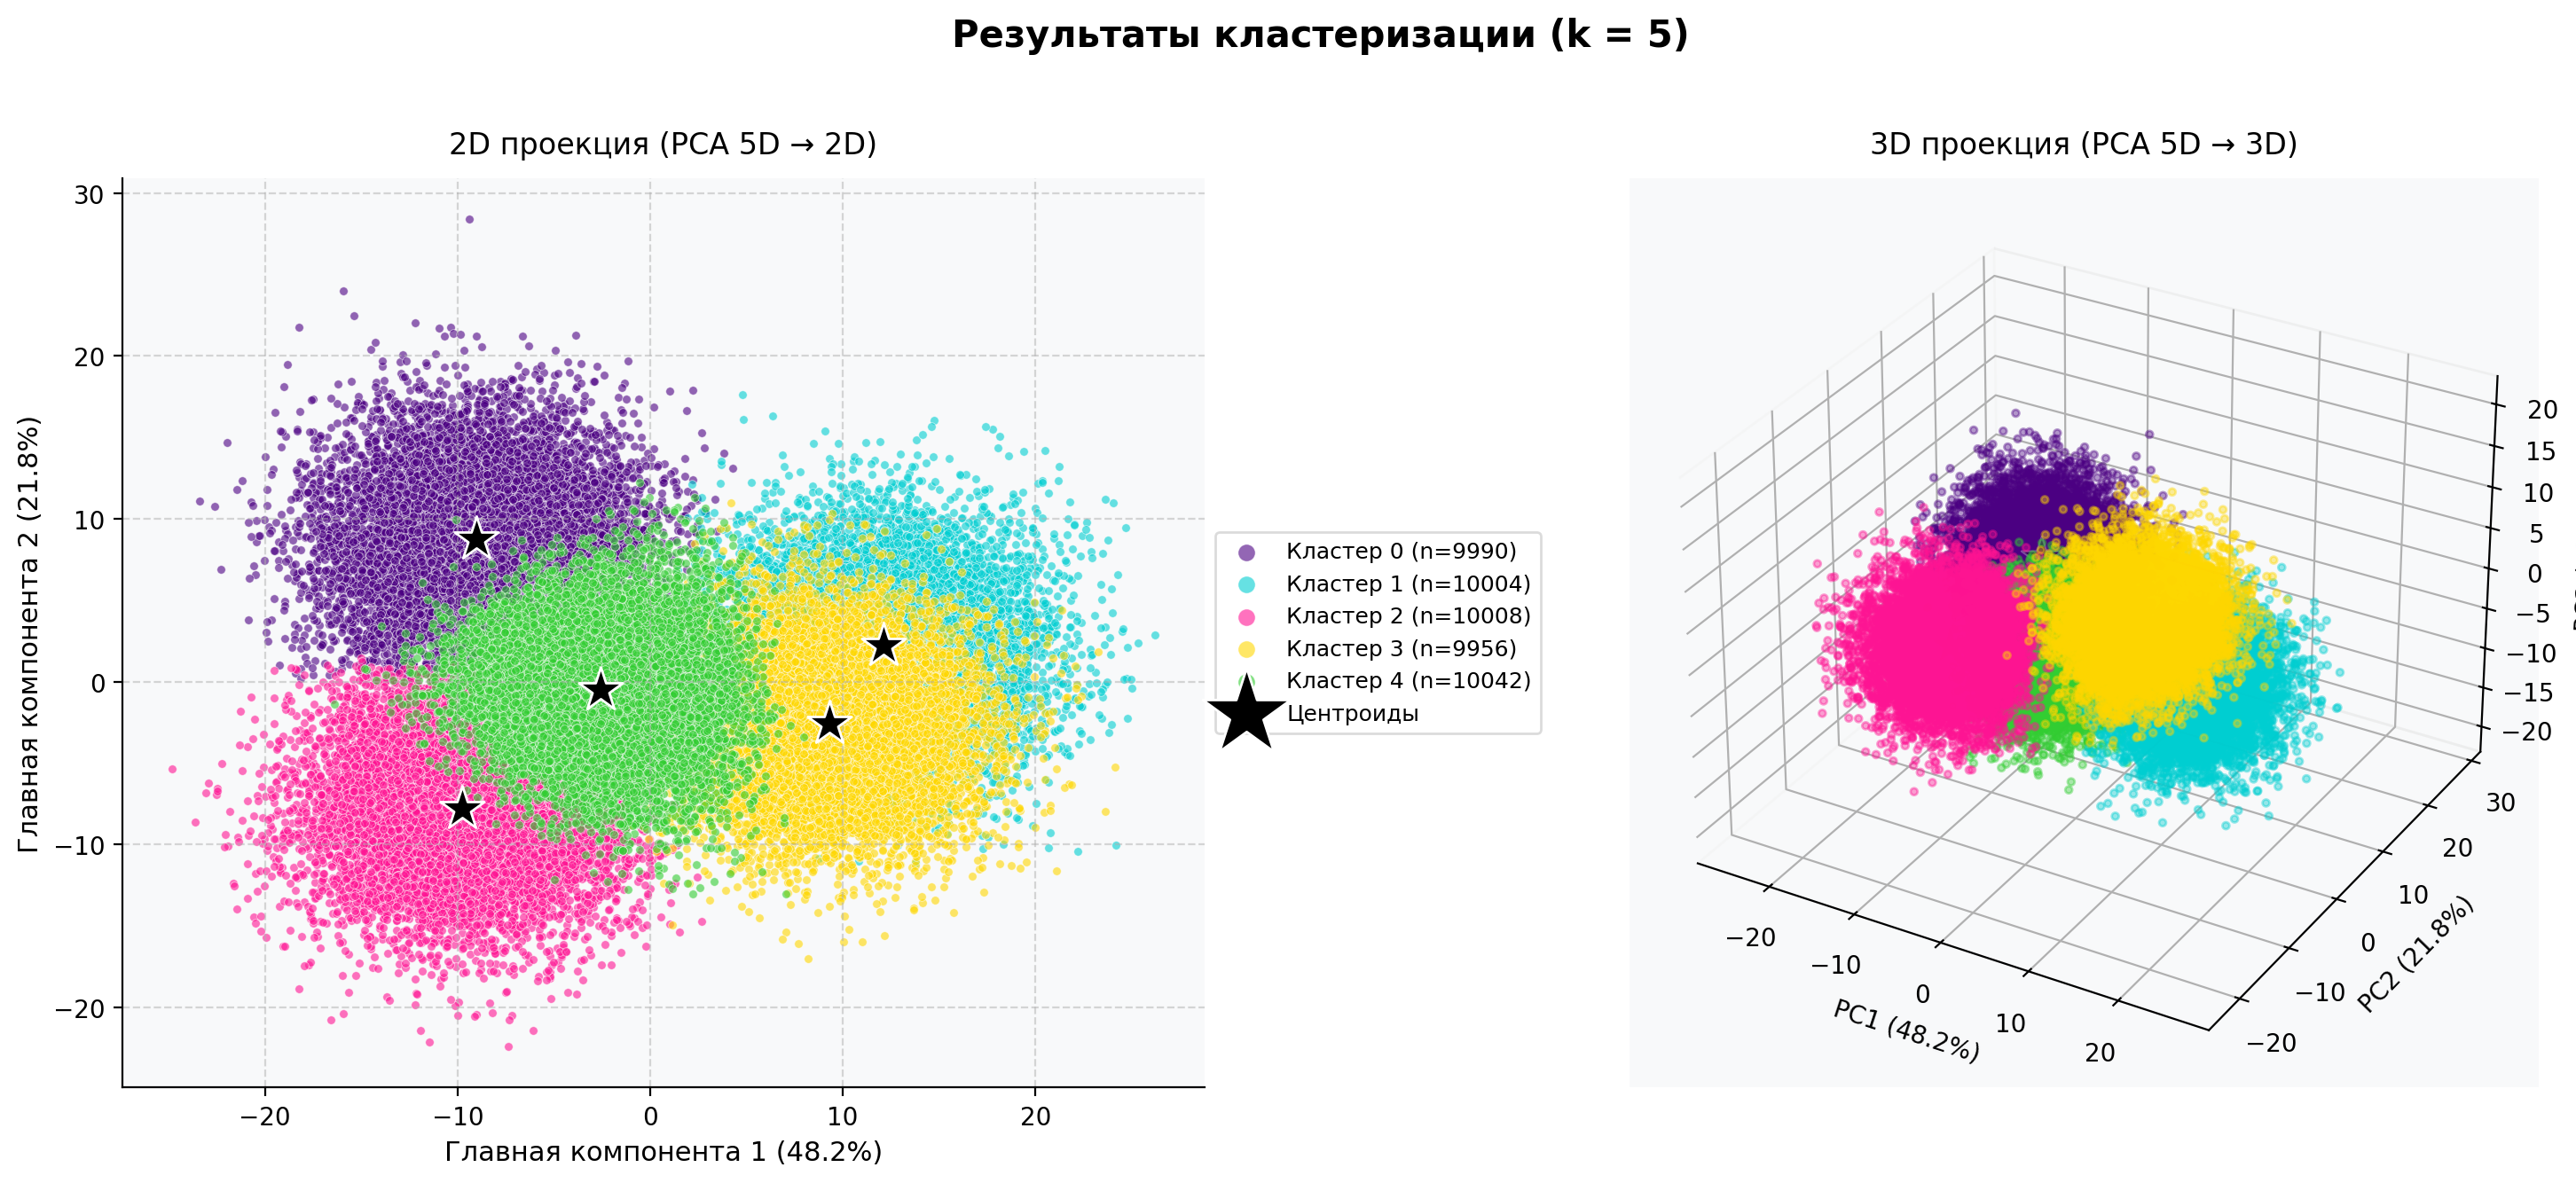 Результаты кластеризации (k = 5)
2D проекция (PCA 5D → 2D)
30
20
10
0
−10
−20
Главная компонента 2 (21.8%)
−20
−10
0
10
20
Главная компонента 1 (48.2%)
Кластер 0 (n=9990)
Кластер 1 (n=10004)
Кластер 2 (n=10008)
Кластер 3 (n=9956)
Кластер 4 (n=10042)
Центроиды
3D проекция (PCA 5D → 3D)
20
15
10
5
0
−5
−10
−15
−20
30
20
10
0
−10
−20
PC2 (21.8%)
−20
−10
0
10
20
PC1 (48.2%)